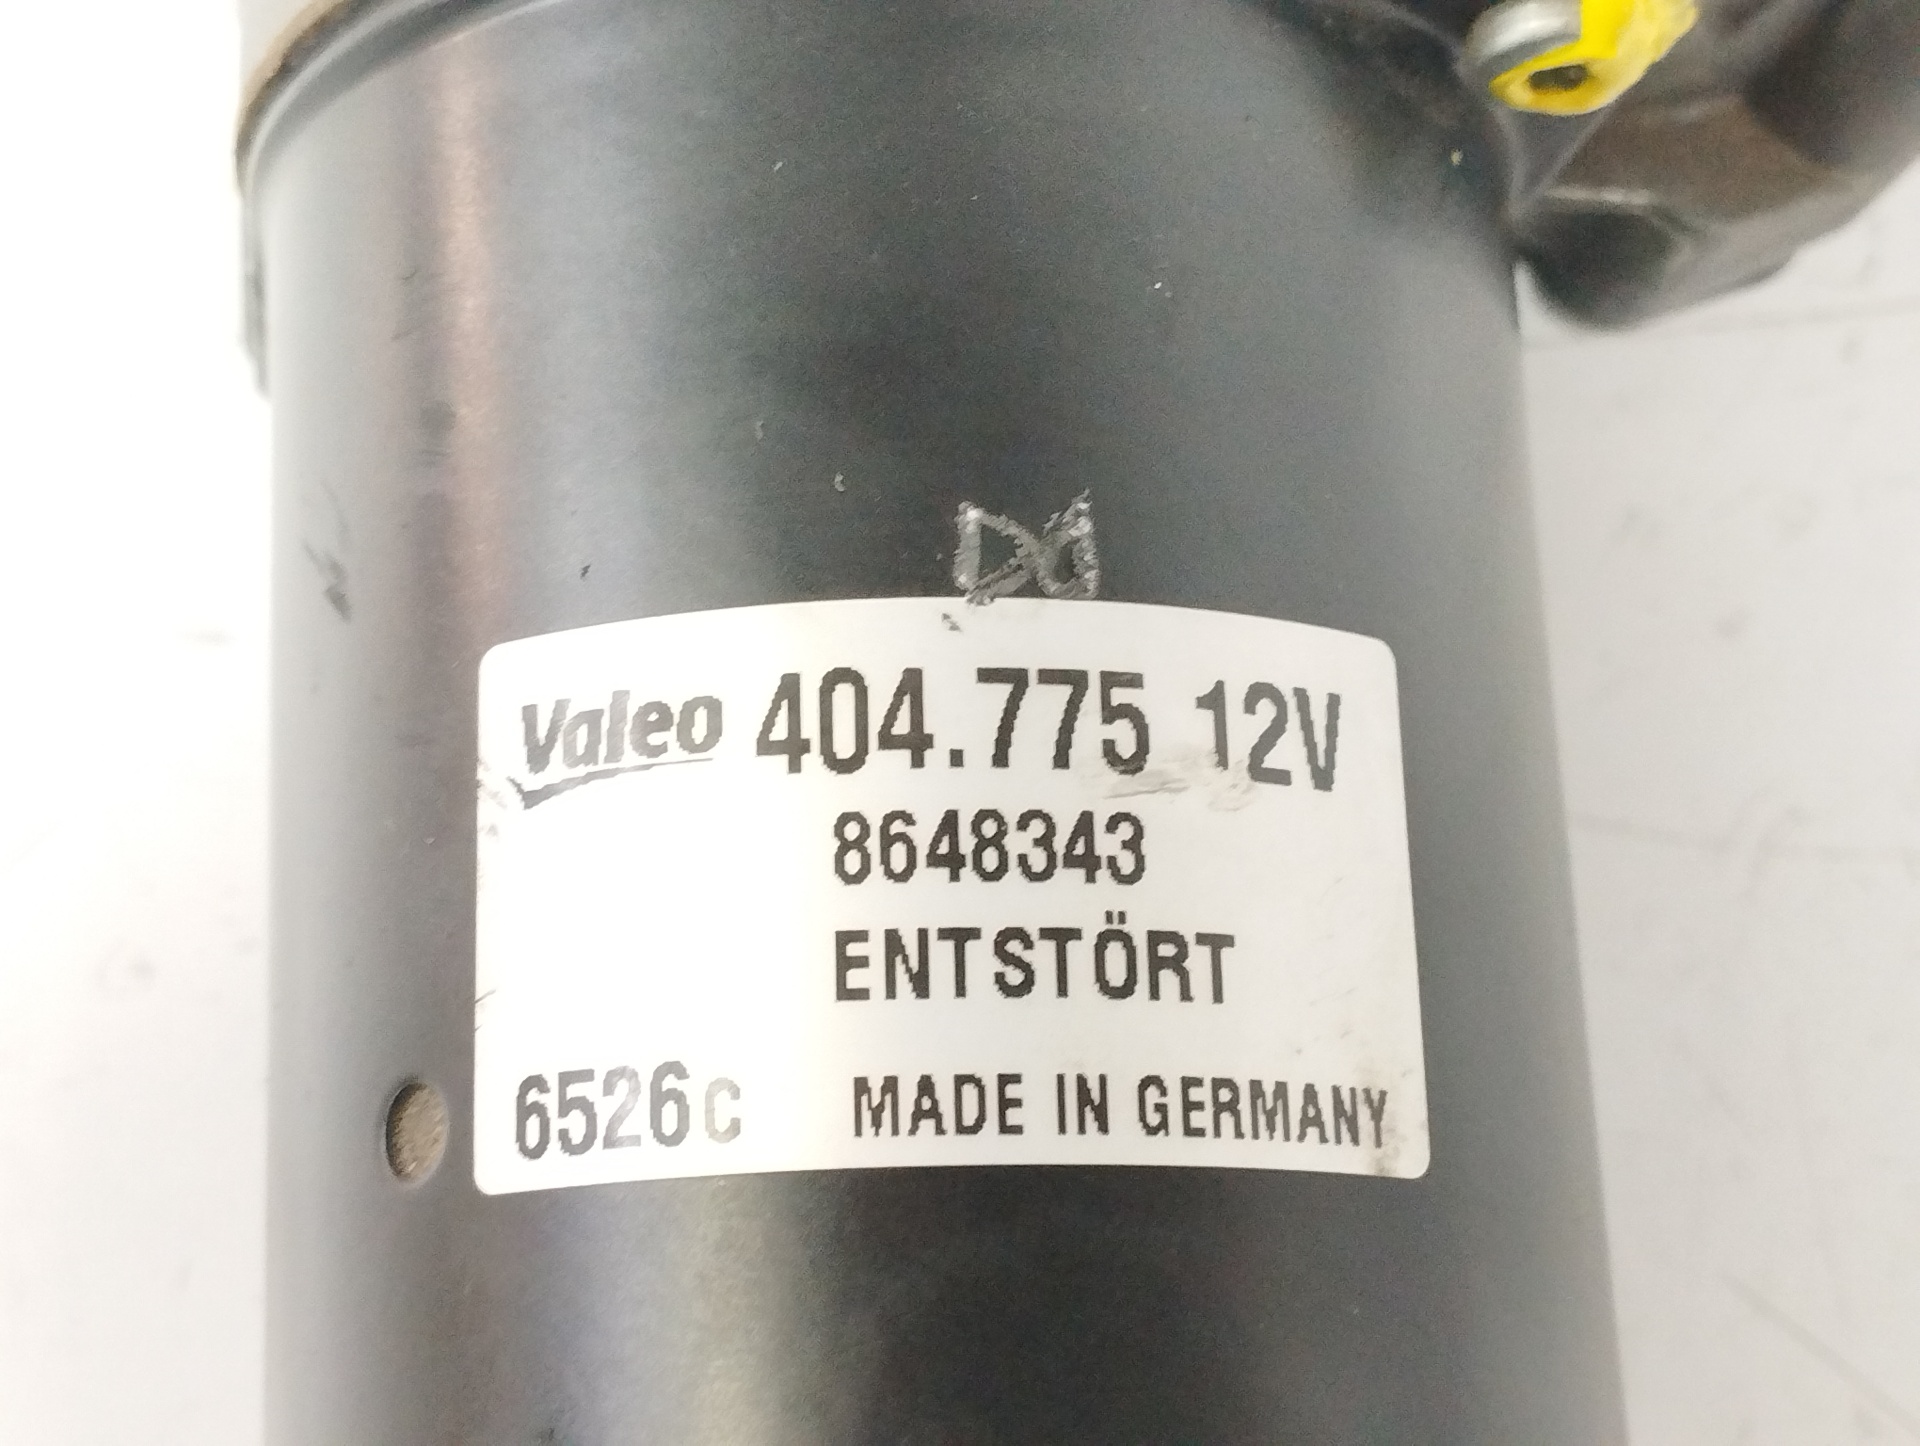 Valeo 404.775 12V
8648343
ENTSTÖRT
6526c MADE IN GERMANY